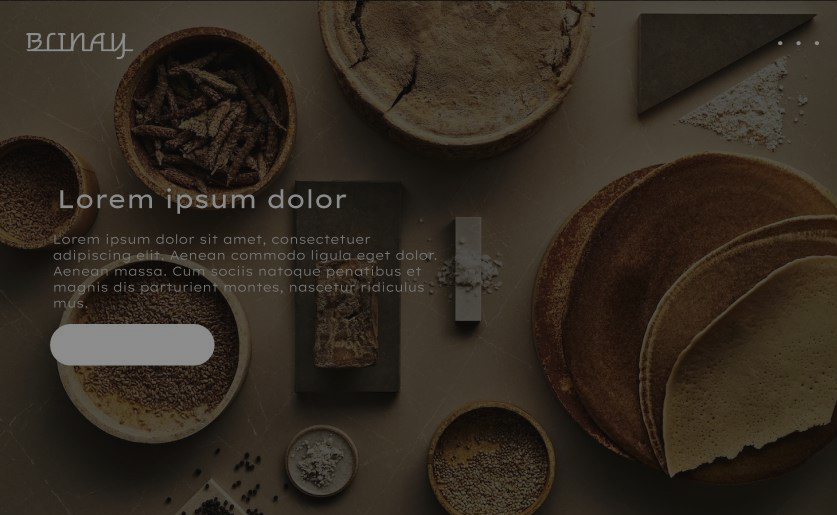 BLINAY
Lorem ipsum dolor
Lorem ipsum dolor sit amet, consectetuer
adipiscing elit. Aenean commodo ligula eget dolor.
Aenean massa. Cum sociis natoque penatibus et
magnis dis parturient montes, nascetur ridiculus
mus.